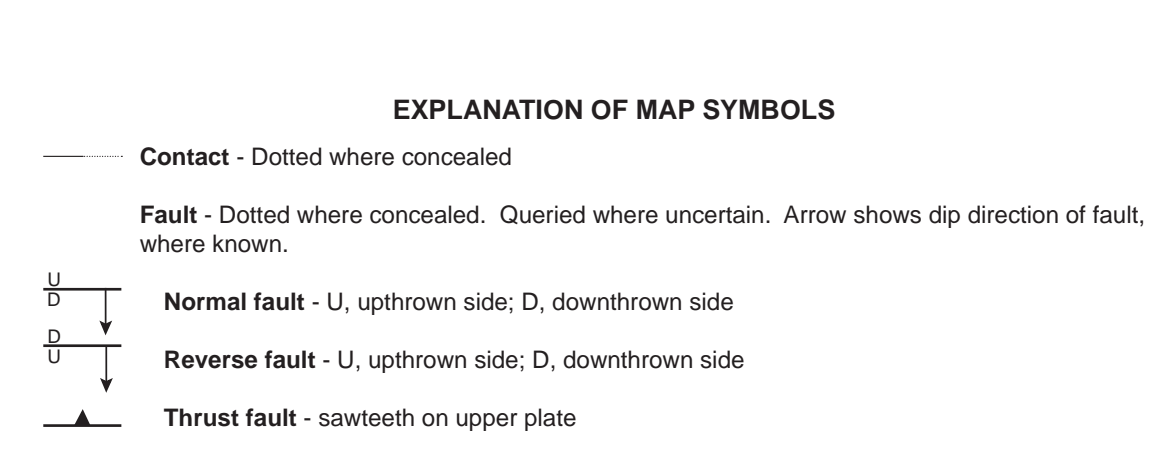 EXPLANATION OF MAP SYMBOLS
Contact - Dotted where concealed
Fault - Dotted where concealed.  Queried where uncertain.  Arrow shows dip direction of fault,
where known.
U
D
Normal fault - U, upthrown side; D, downthrown side
D
U
Reverse fault - U, upthrown side; D, downthrown side
Thrust fault - sawteeth on upper plate